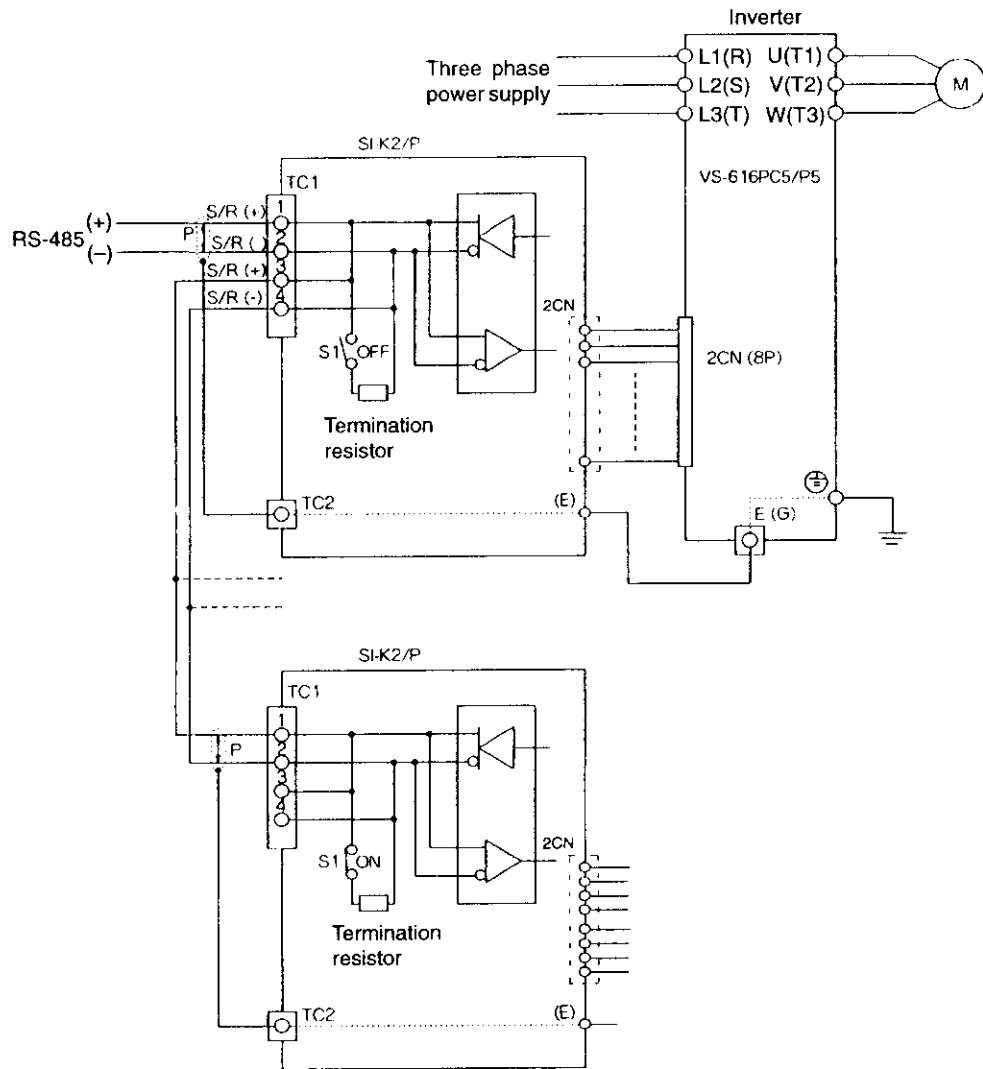 Inverter
Three phase
power supply
L1(R) U(T1)
L2(S) V(T2)
L3(T) W(T3)
M
SI-K2/P
VS-616PC5/P5
TC1
RS-485
(+)
(−)
P
S/R (+)
S/R (-)
S/R (+)
S/R (-)
1
2
3
4
S1 OFF
Termination
resistor
2CN
2CN (8P)
TC2
(E)
E (G)
SI-K2/P
TC1
1
2
3
4
P
S1 ON
Termination
resistor
2CN
TC2
(E)